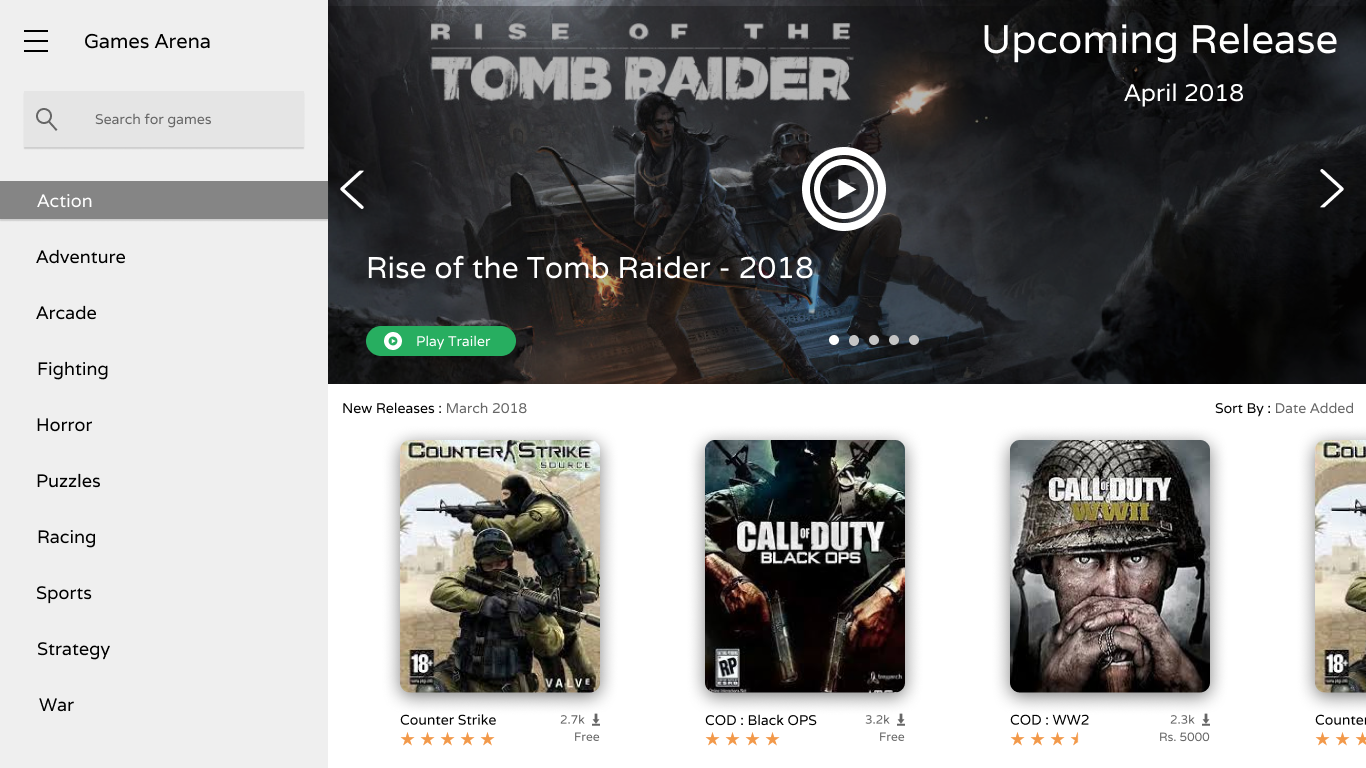 Games Arena
Search for games
Action
Adventure
Arcade
Fighting
Horror
Puzzles
Racing
Sports
Strategy
War
RISE OF THE
TOMB RAIDER
Upcoming Release
April 2018
Rise of the Tomb Raider - 2018
Play Trailer
New Releases : March 2018
Sort By : Date Added
COUNTER STRIKE
SOURCE
18+
VALVE
Counter Strike
2.7k
Free
CALL OF DUTY
BLACK OPS
RP
COD : Black OPS
3.2k
Free
CALL OF DUTY
WWII
COD : WW2
2.3k
Rs. 5000
COU
18+
Counter